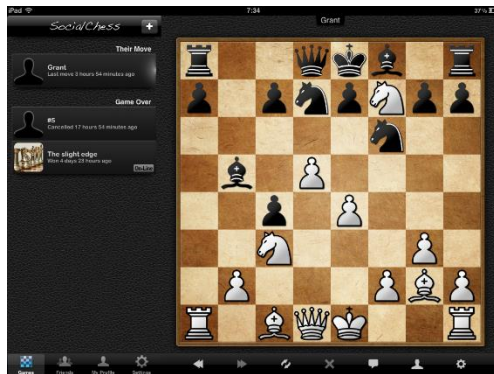 iPad
7:34
37%
SocialChess
+
Grant
Their Move
Grant
Last move 3 hours 54 minutes ago
Game Over
#5
Cancelled 17 hours 54 minutes ago
The slight edge
Won 4 days 23 hours ago
OnLine
Games
Friends
My Profile
Settings